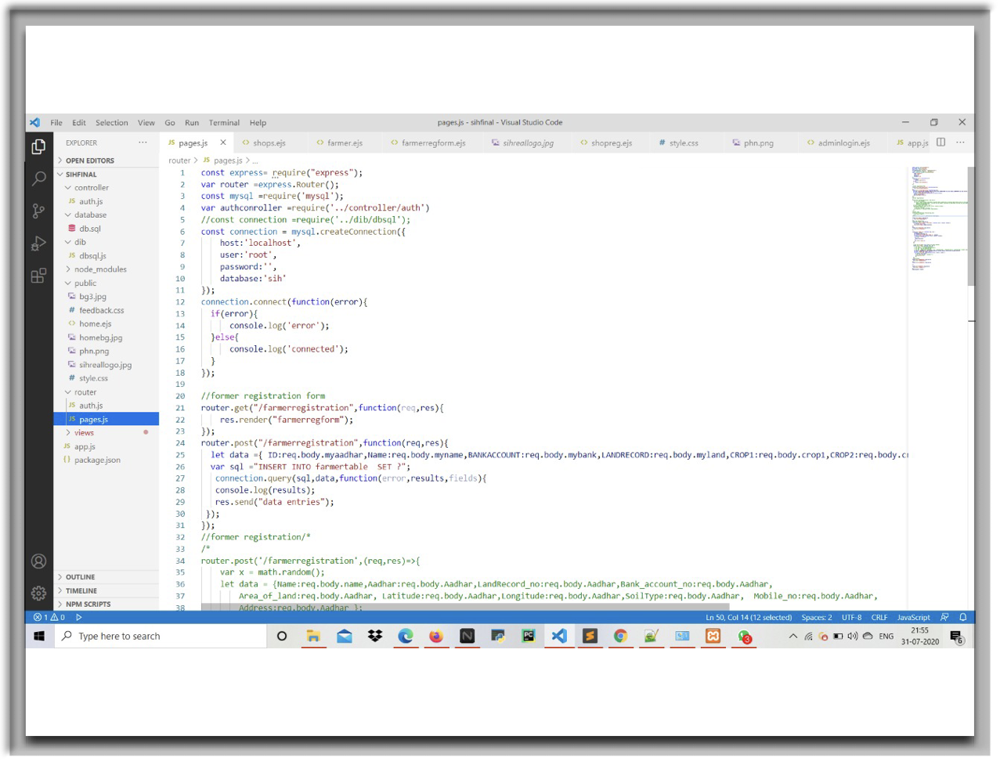 File Edit Selection View Go Run Terminal Help
pages.js - sihfinal - Visual Studio Code
EXPLORER ...
JS pages.js
shops.ejs
farmer.ejs
farmerregform.ejs
sihreallogo.jpg
shopreg.ejs
# style.css
phn.png
adminlogin.ejs
JS app.js
OPEN EDITORS
SIHFINAL
controller
JS auth.js
database
db.sql
dib
JS dbsql.js
node_modules
public
bg3.jpg
# feedback.css
<> home.ejs
homebg.jpg
phn.png
sihreallogo.jpg
# style.css
router
JS auth.js
JS pages.js
views
JS app.js
{} package.json
OUTLINE
TIMELINE
NPM SCRIPTS
router > JS pages.js > ...
1 const express= require("express");
2 var router =express.Router();
3 const mysql =require('mysql');
4 var authconroller =require('../controller/auth')
5 //const connection =require('../dib/dbsql');
6 const connection = mysql.createConnection({
7 host:'localhost',
8 user:'root',
9 password:'',
10 database:'sih'
11 });
12 connection.connect(function(error){
13 if(error){
14 console.log('error');
15 }else{
16 console.log('connected');
17 }
18 });
19
20 //former registration form
21 router.get("/farmerregistration",function(req,res){
22 res.render("farmerregform");
23 });
24 router.post("/farmerregistration",function(req,res){
25 let data ={ ID:req.body.myaadhar,Name:req.body.myname,BANKACCOUNT:req.body.mybank,LANDRECORD:req.body.myland,CROP1:req.body.crop1,CROP2:req.body.cr
26 var sql ="INSERT INTO farmertable SET ?";
27 connection.query(sql,data,function(error,results,fields){
28 console.log(results);
29 res.send("data entries");
30 });
31 });
32 //former registration/*
33 /*
34 router.post('/farmerregistration',(req,res)=>{
35 var x = math.random();
36 let data = {Name:req.body.name,Aadhar:req.body.Aadhar,LandRecord_no:req.body.Aadhar,Bank_account_no:req.body.Aadhar,
37 Area_of_land:req.body.Aadhar, Latitude:req.body.Aadhar,Longitude:req.body.Aadhar,SoilType:req.body.Aadhar, Mobile_no:req.body.Aadhar,
38 Address:req.body.Aadhar };
1 0
Ln 50, Col 14 (12 selected) Spaces: 2 UTF-8 CRLF JavaScript
Type here to search
3
ENG
21:55
31-07-2020
6